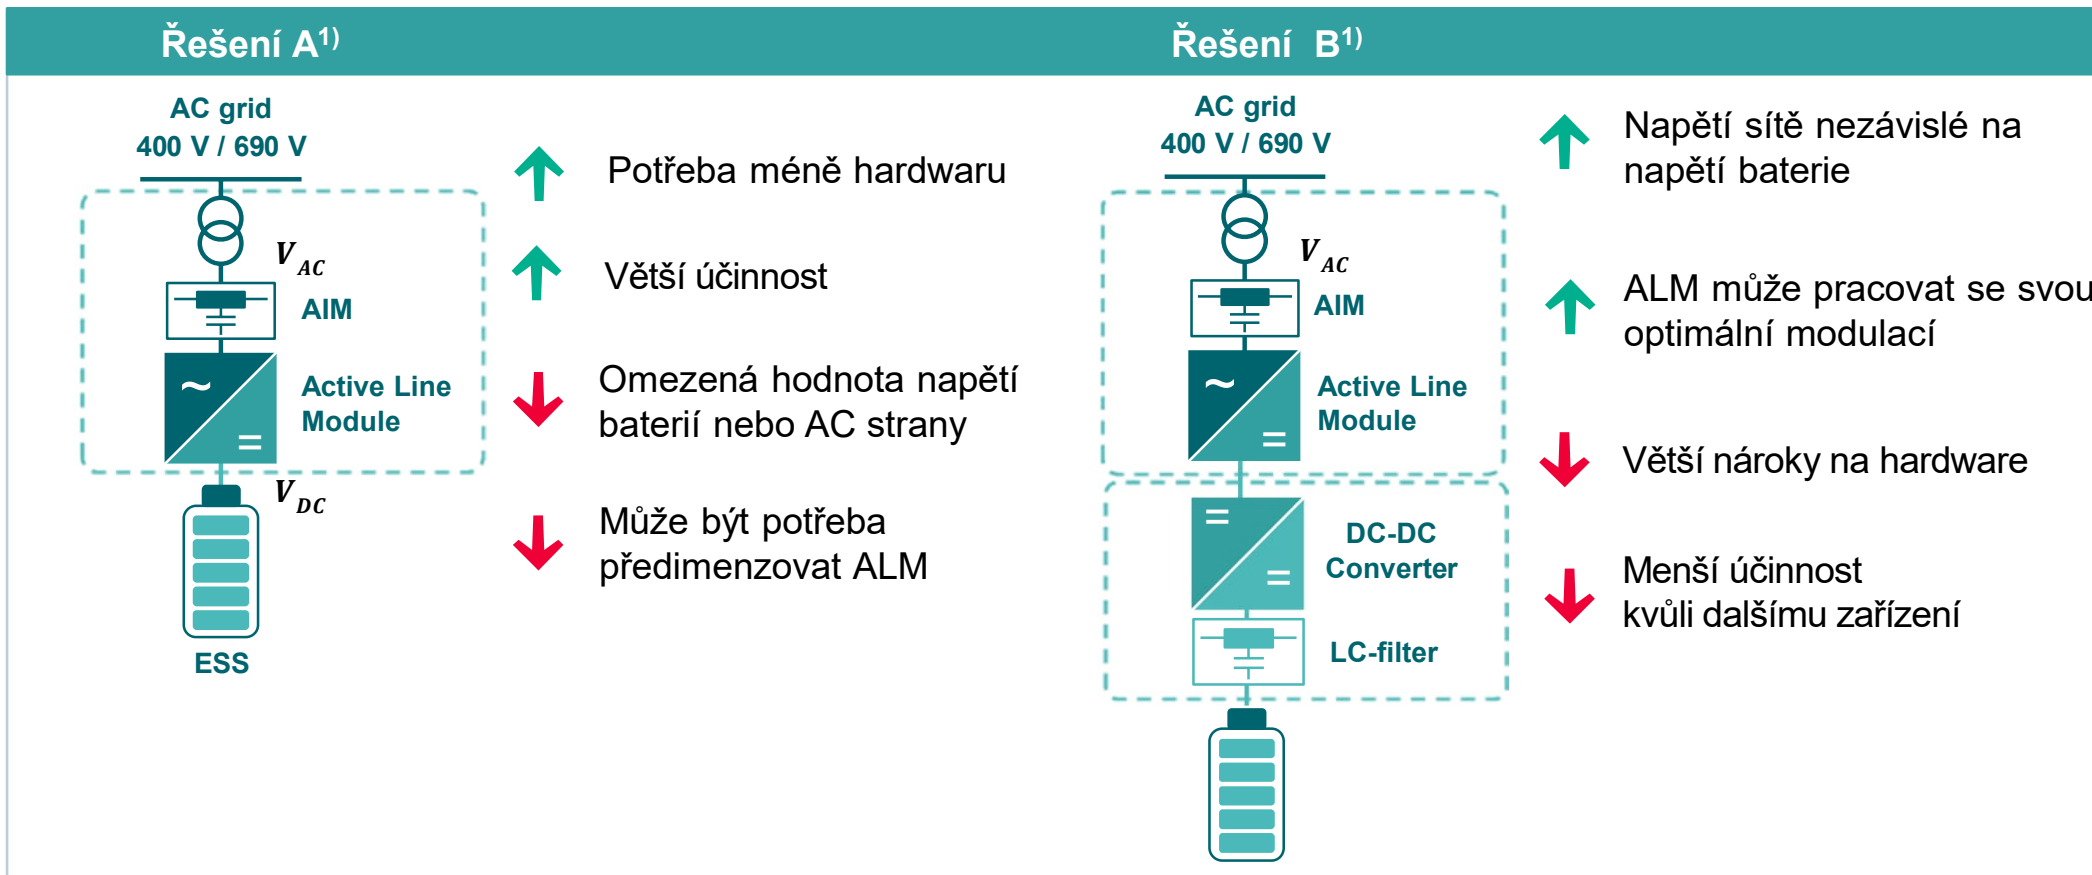 Řešení A1)
AC grid
400 V / 690 V
VAC
AIM
Active Line
Module
VDC
ESS
Potřeba méně hardwaru
Větší účinnost
Omezená hodnota napětí
baterií nebo AC strany
Může být potřeba
předimenzovat ALM
Řešení B1)
AC grid
400 V / 690 V
VAC
AIM
Active Line
Module
DC-DC
Converter
LC-filter
Napětí sítě nezávislé na
napětí baterie
ALM může pracovat se svou
optimální modulací
Větší nároky na hardware
Menší účinnost
kvůli dalšímu zařízení